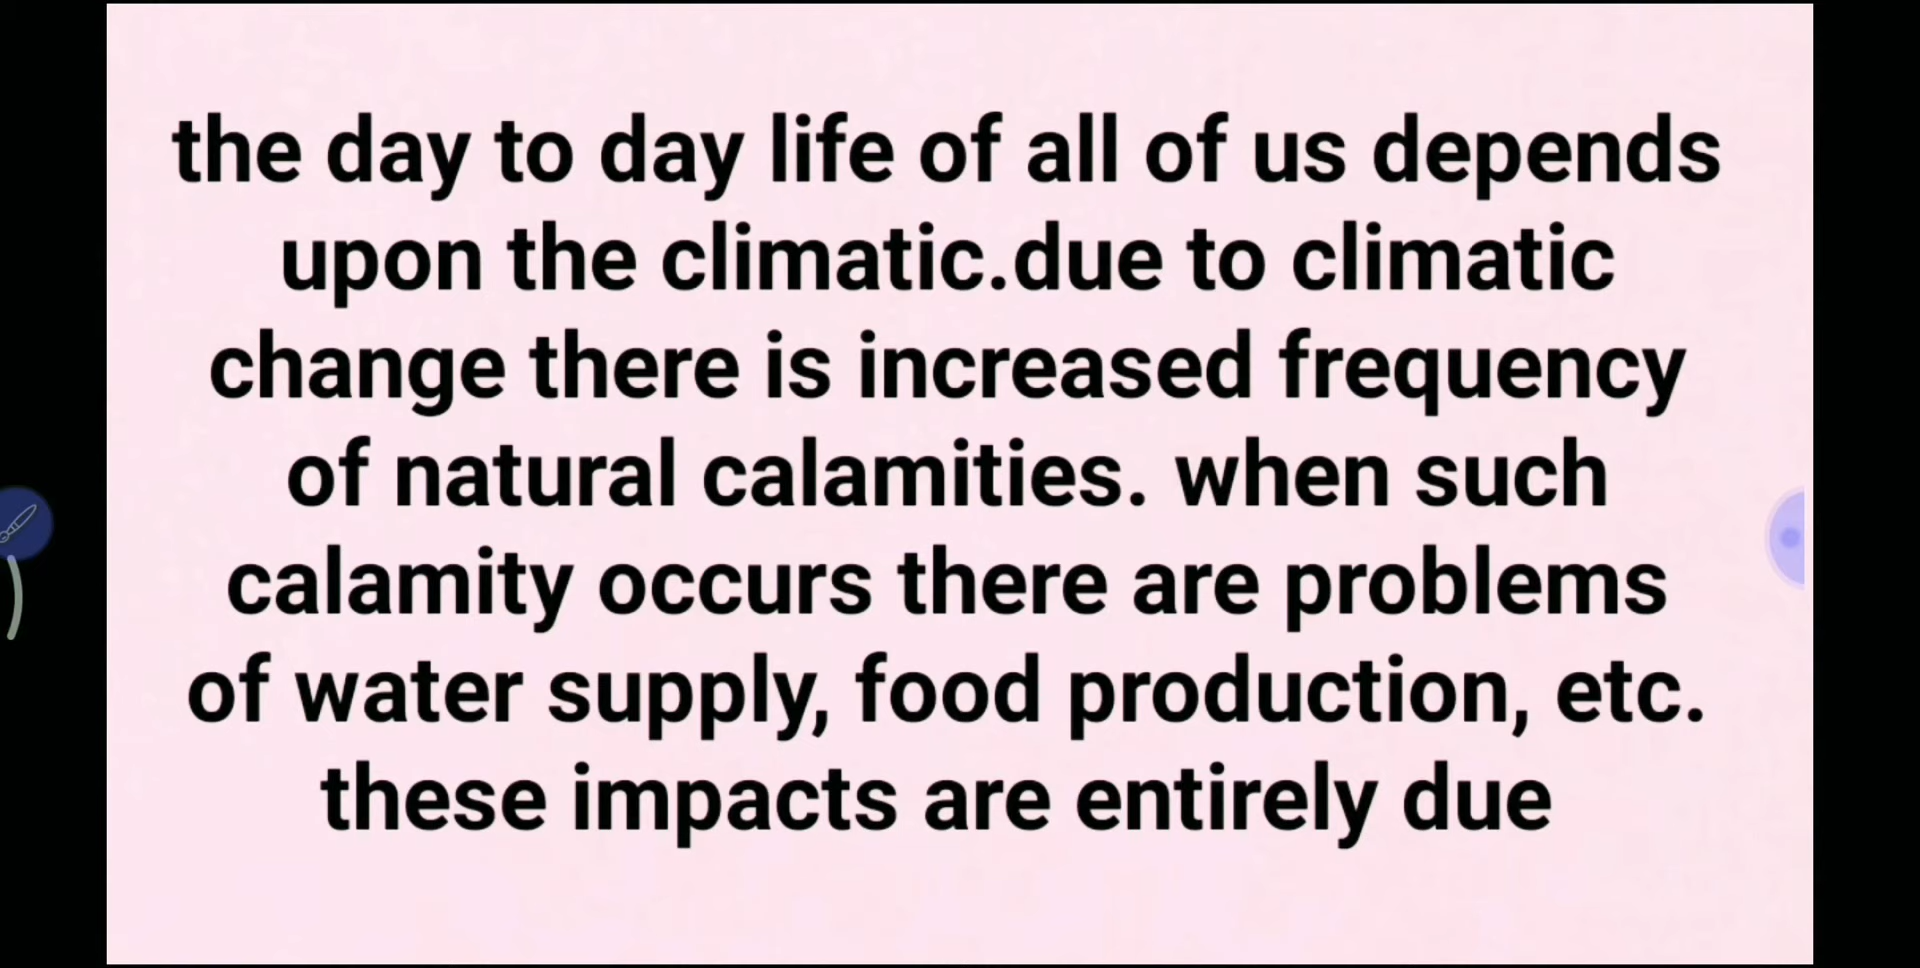 the day to day life of all of us depends
upon the climatic.due to climatic
change there is increased frequency
of natural calamities. when such
calamity occurs there are problems
of water supply, food production, etc.
these impacts are entirely due